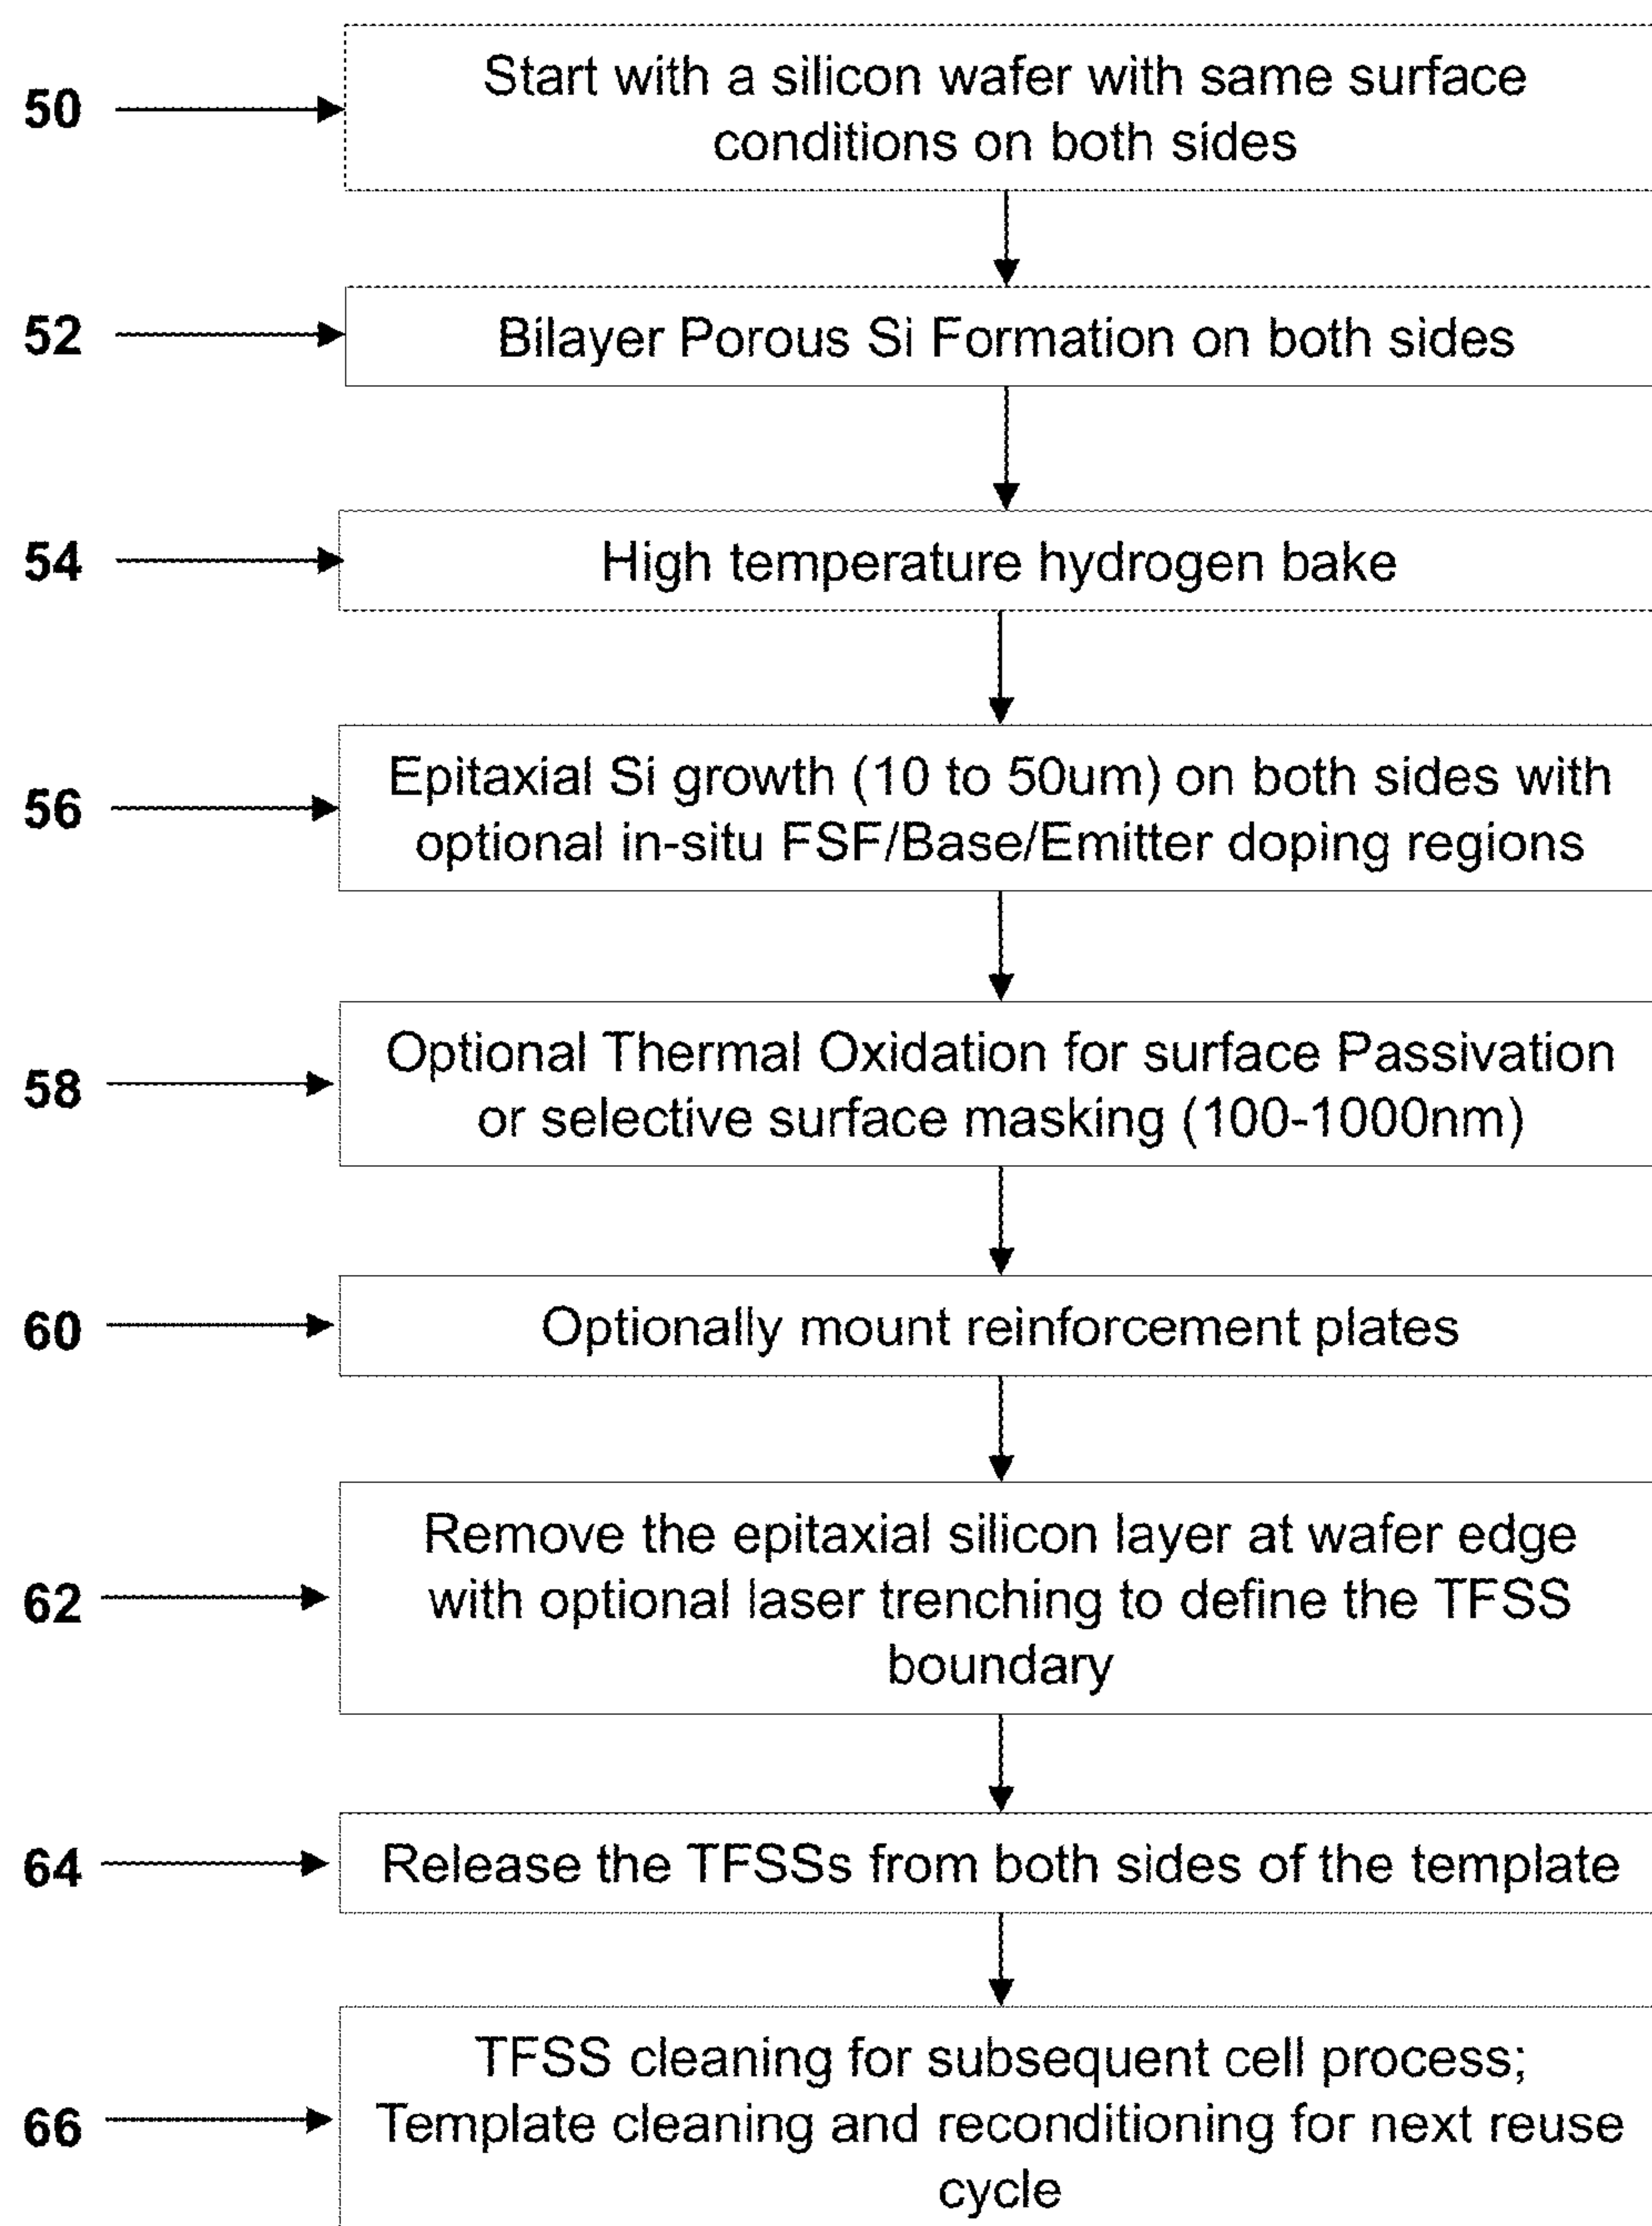 50
Start with a silicon wafer with same surface
conditions on both sides
52
Bilayer Porous Si Formation on both sides
54
High temperature hydrogen bake
56
Epitaxial Si growth (10 to 50um) on both sides with
optional in-situ FSF/Base/Emitter doping regions
58
Optional Thermal Oxidation for surface Passivation
or selective surface masking (100-1000nm)
60
Optionally mount reinforcement plates
62
Remove the epitaxial silicon layer at wafer edge
with optional laser trenching to define the TFSS
boundary
64
Release the TFSSs from both sides of the template
66
TFSS cleaning for subsequent cell process;
Template cleaning and reconditioning for next reuse
cycle